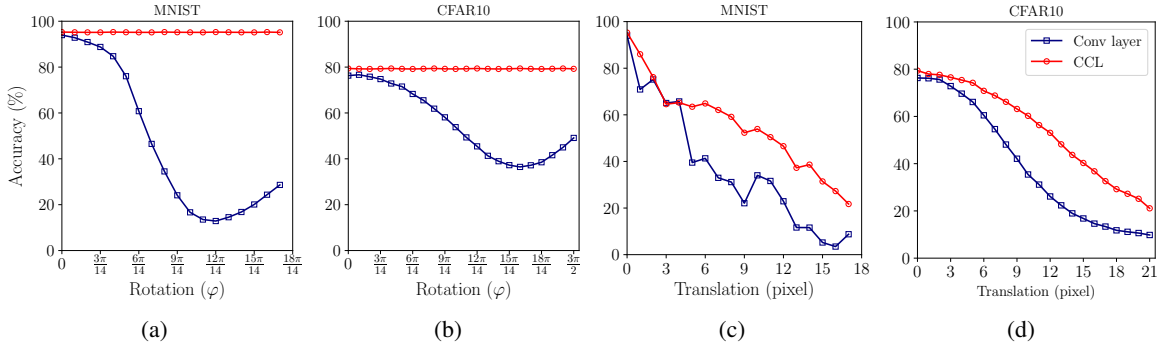 MNIST
CFAR10
MNIST
CFAR10
Accuracy (%)
100
80
60
40
20
0
0
3π/14
6π/14
9π/14
12π/14
15π/14
18π/14
Rotation (φ)
(a)
100
80
60
40
20
0
0
3π/14
6π/14
9π/14
12π/14
15π/14
18π/14
3π/2
Rotation (φ)
(b)
100
80
60
40
20
0
0
3
6
9
12
15
18
Translation (pixel)
(c)
100
80
60
40
20
0
0
3
6
9
12
15
18
21
Translation (pixel)
Conv layer
CCL
(d)